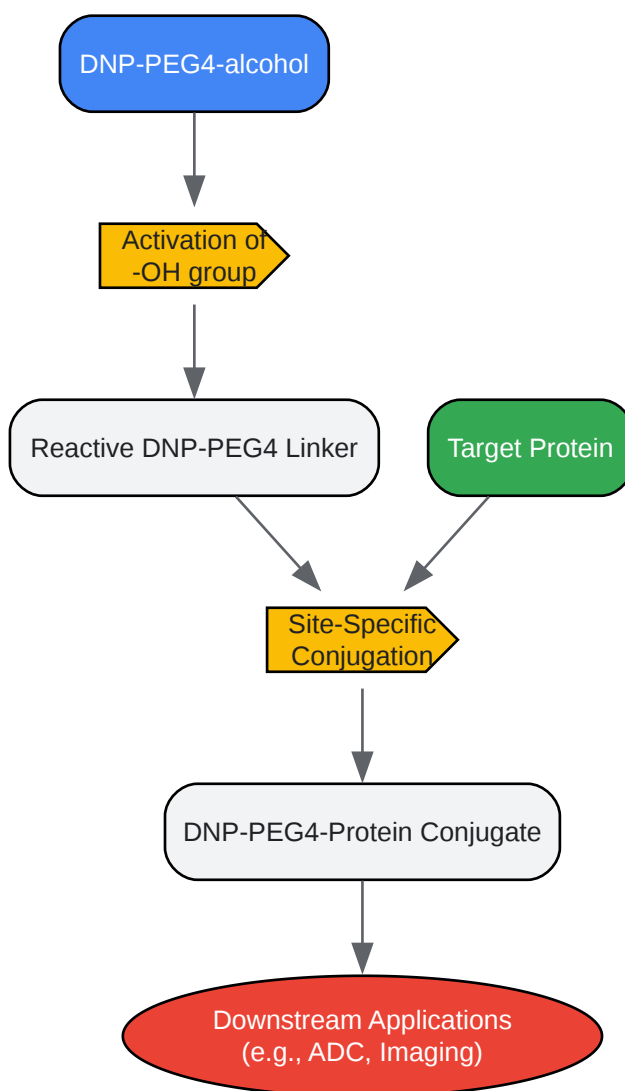 DNP-PEG4-alcohol
Activation of
-OH group
Reactive DNP-PEG4 Linker
Target Protein
Site-Specific
Conjugation
DNP-PEG4-Protein Conjugate
Downstream Applications
(e.g., ADC, Imaging)